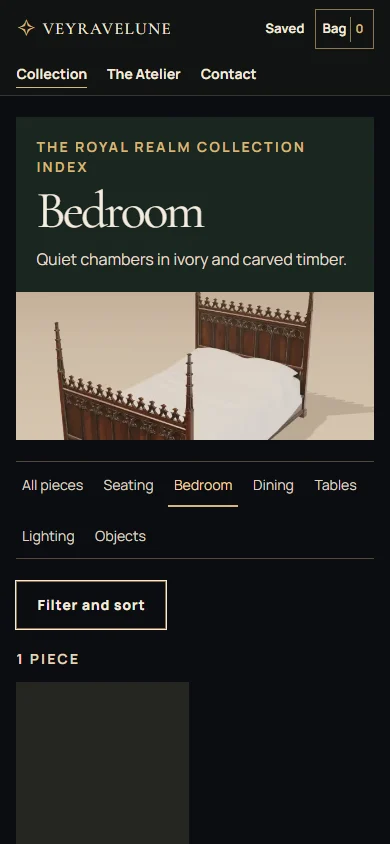 VEYRAVELUNE
Saved
Bag 0
Collection The Atelier Contact
THE ROYAL REALM COLLECTION
INDEX
Bedroom
Quiet chambers in ivory and carved timber.
All pieces Seating Bedroom Dining Tables
Lighting Objects
Filter and sort
1 PIECE